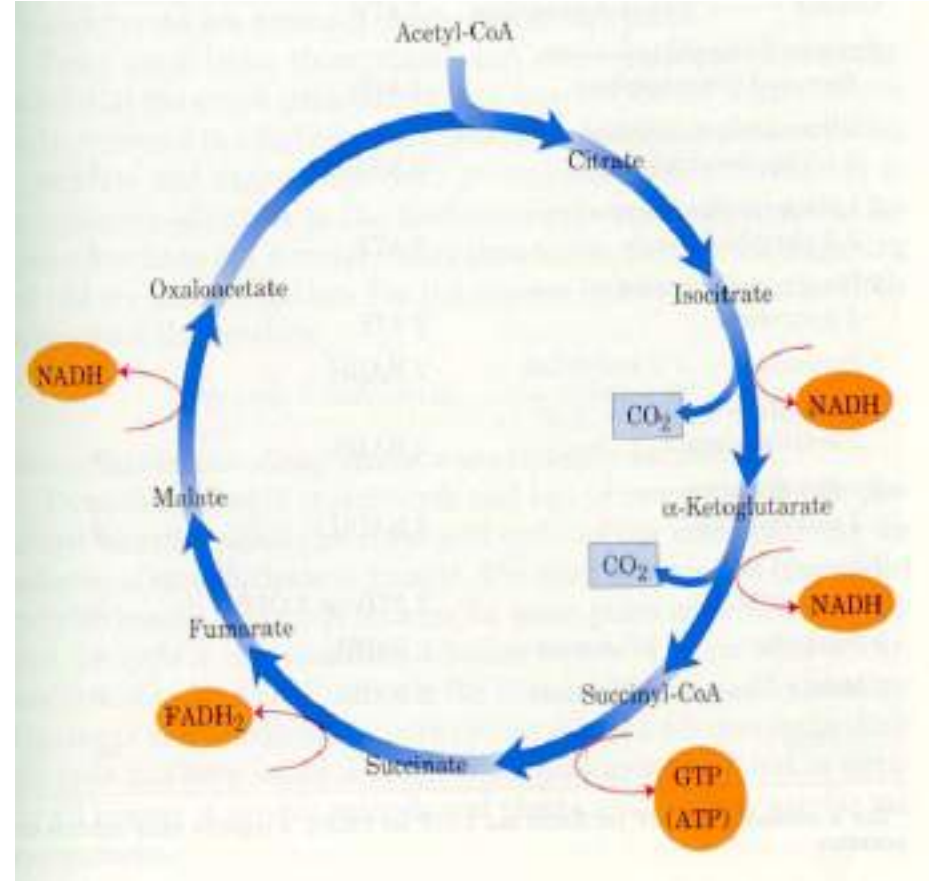 Acetyl-CoA
Citrate
Isocitrate
NADH
CO2
α-Ketoglutarate
CO2
NADH
Succinyl-CoA
GTP
(ATP)
Succinate
FADH2
Fumarate
Malate
NADH
Oxaloacetate